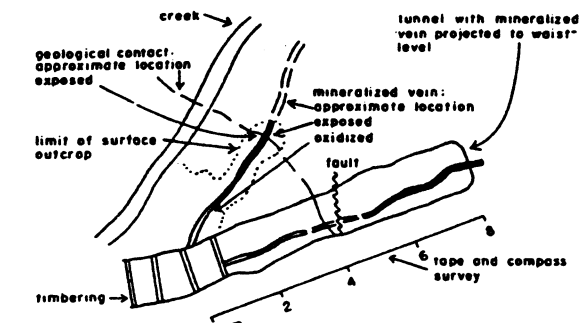 creek
tunnel with mineralized
vein projected to waist-
level
geological contact:
approximate location
exposed
mineralized vein:
approximate location
exposed
oxidized
limit of surface
outcrop
fault
timbering
tape and compass
survey
2
4
6
8